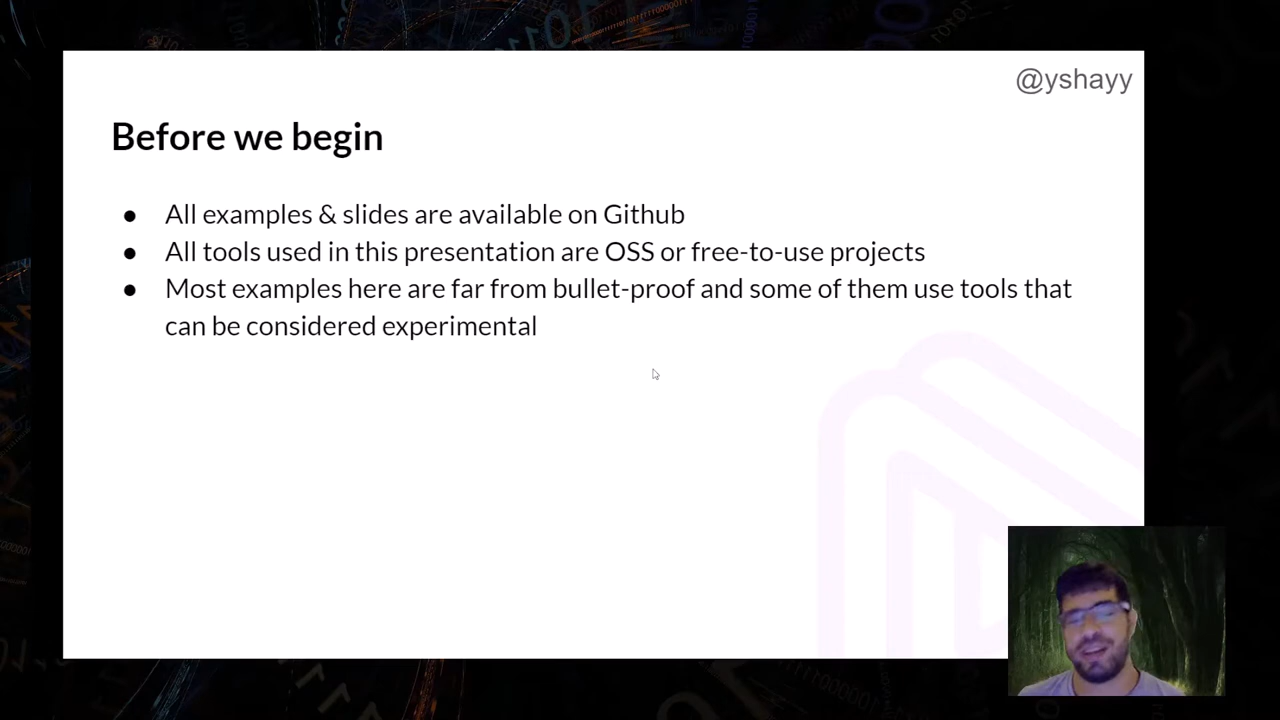 @yshayy
Before we begin
● All examples & slides are available on Github
● All tools used in this presentation are OSS or free-to-use projects
● Most examples here are far from bullet-proof and some of them use tools that
can be considered experimental